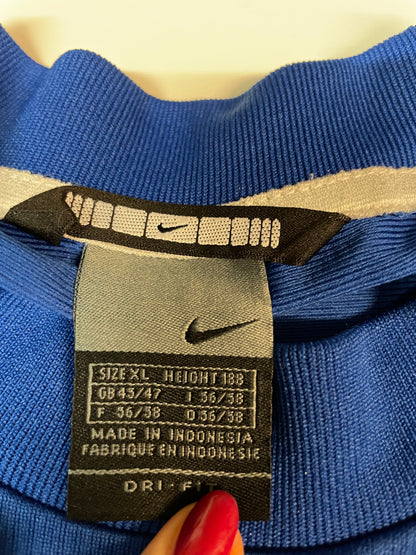 SIZE XL HEIGHT 188
GB 45/47 I 56/58
F 56/58 D 56/58
MADE IN INDONESIA
FABRIQUE EN INDONESIE
DRI-FIT